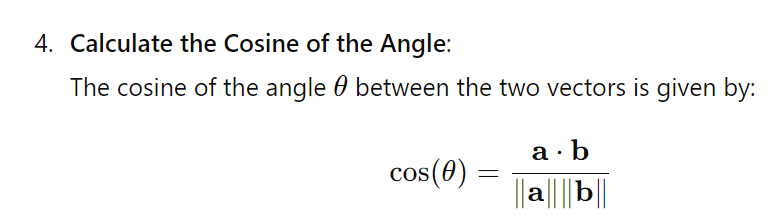 4. Calculate the Cosine of the Angle:
The cosine of the angle θ between the two vectors is given by:
cos(θ) = a · b / ||a||||b||